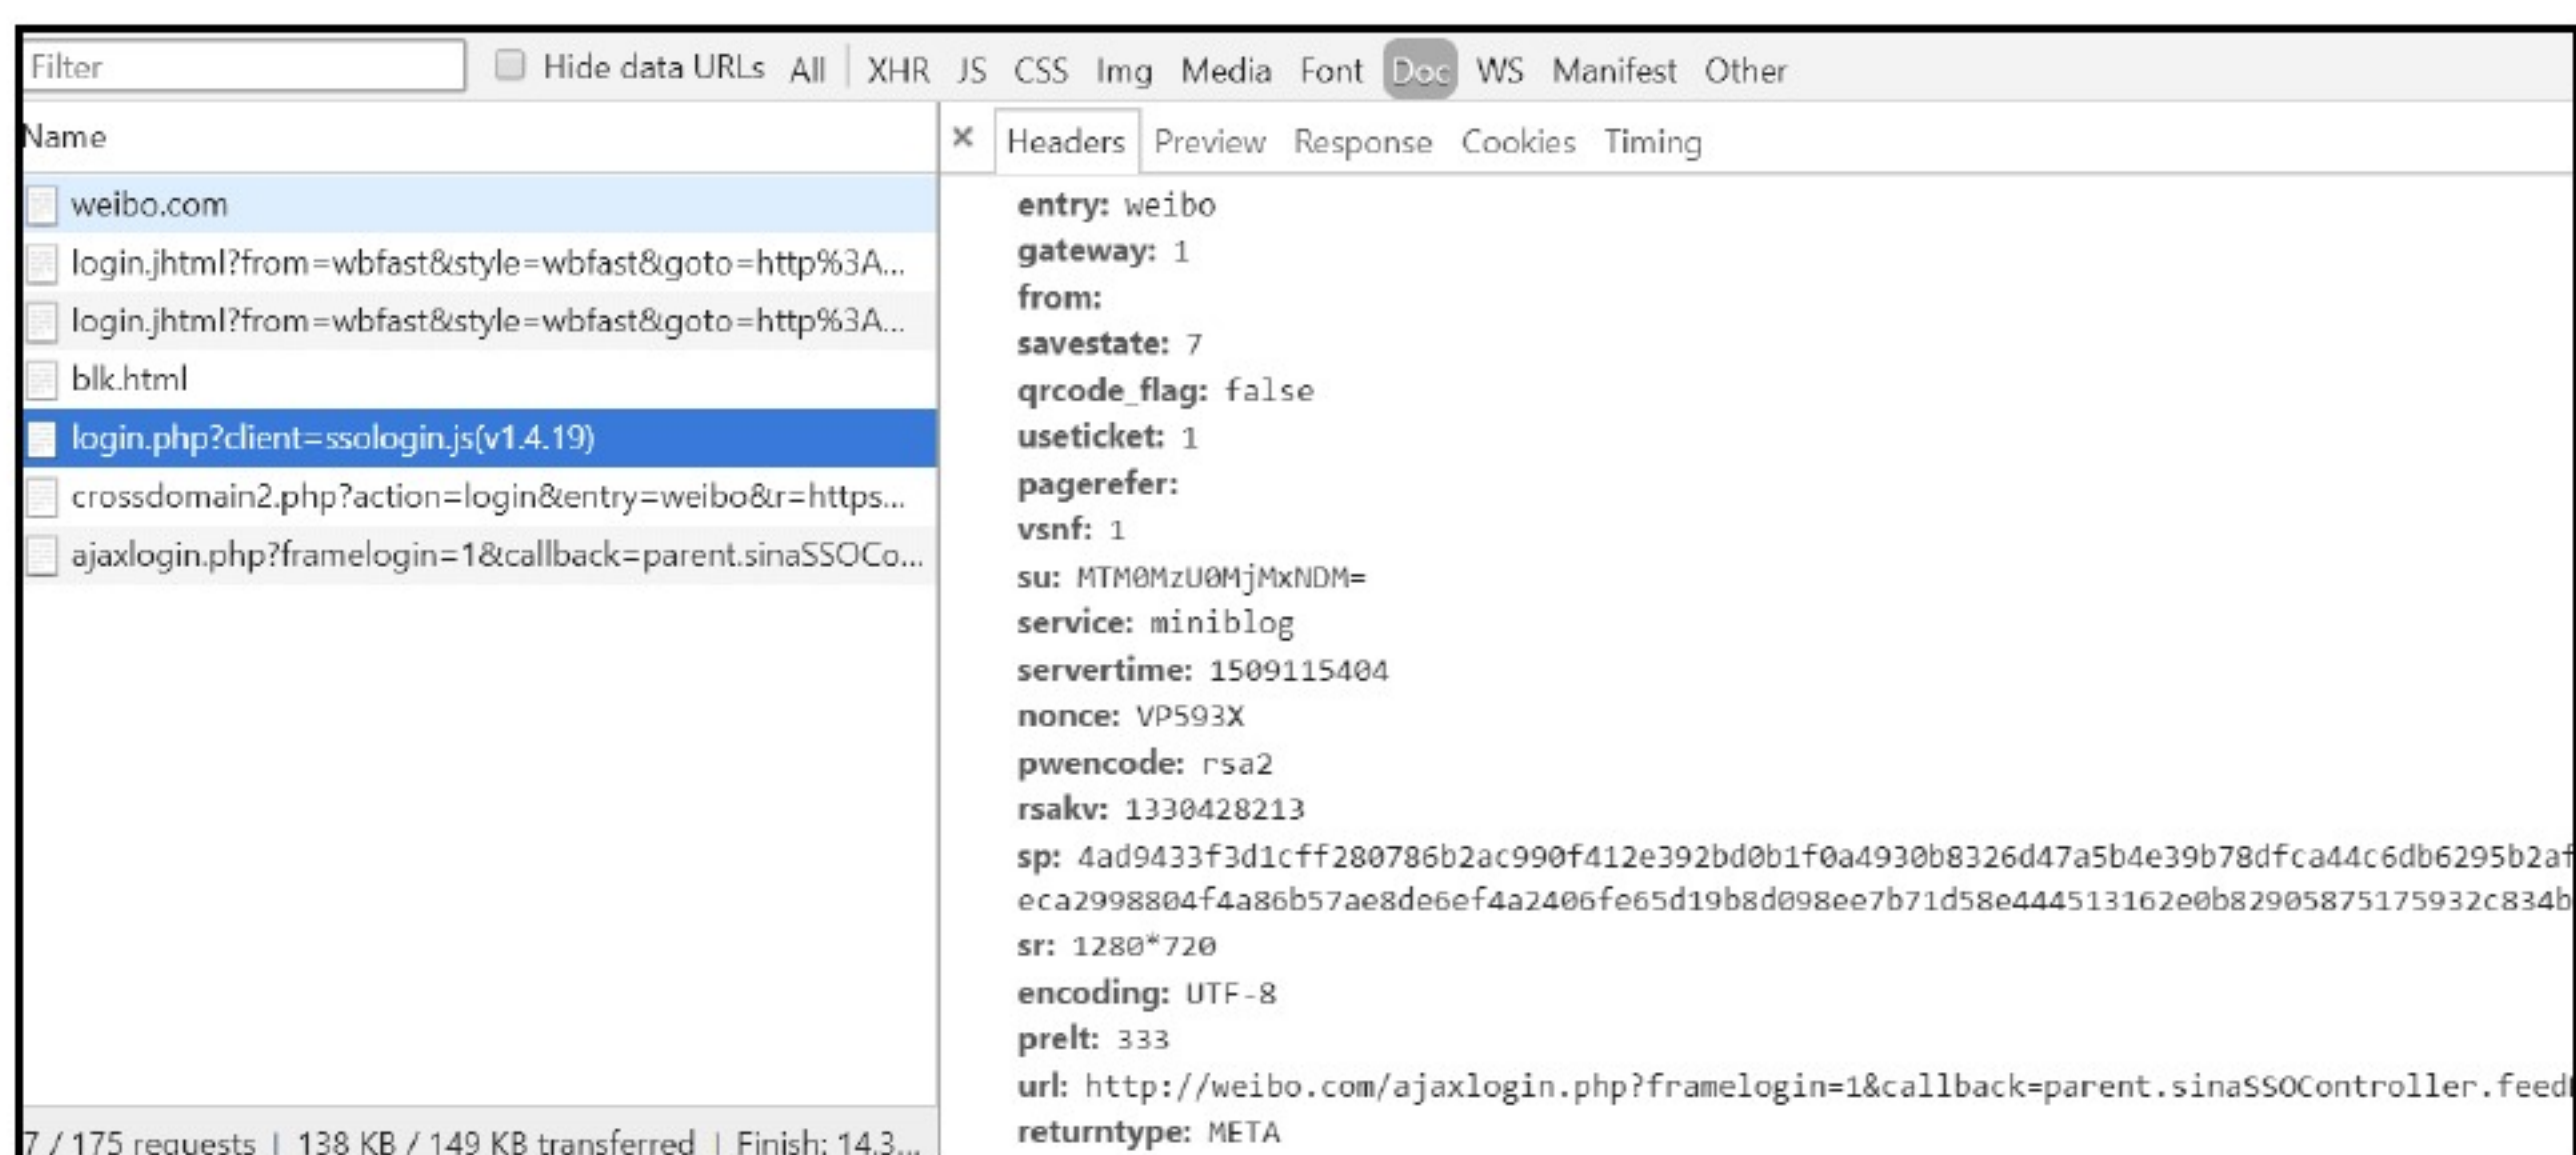 Filter Hide data URLs All XHR JS CSS Img Media Font Doc WS Manifest Other
Name
weibo.com
login.jhtml?from=wbfast&style=wbfast&goto=http%3A...
login.jhtml?from=wbfast&style=wbfast&goto=http%3A...
blk.html
login.php?client=ssologin.js(v1.4.19)
crossdomain2.php?action=login&entry=weibo&r=https...
ajaxlogin.php?framelogin=1&callback=parent.sinaSSOCo...
7 / 175 requests | 138 KB / 149 KB transferred | Finish: 14.3...
× Headers Preview Response Cookies Timing
entry: weibo
gateway: 1
from:
savestate: 7
qrcode_flag: false
useticket: 1
pagerefer:
vsnf: 1
su: MTM0MzU0MjMxNDM=
service: miniblog
servertime: 1509115404
nonce: VP593X
pwencode: rsa2
rsakv: 1330428213
sp: 4ad9433f3d1cff280786b2ac990f412e392bd0b1f0a4930b8326d47a5b4e39b78dfca44c6db6295b2af
eca2998804f4a86b57ae8de6ef4a2406fe65d19b8d098ee7b71d58e444513162e0b82905875175932c834b
sr: 1280*720
encoding: UTF-8
prelt: 333
url: http://weibo.com/ajaxlogin.php?framelogin=1&callback=parent.sinaSSOController.feed
returntype: META